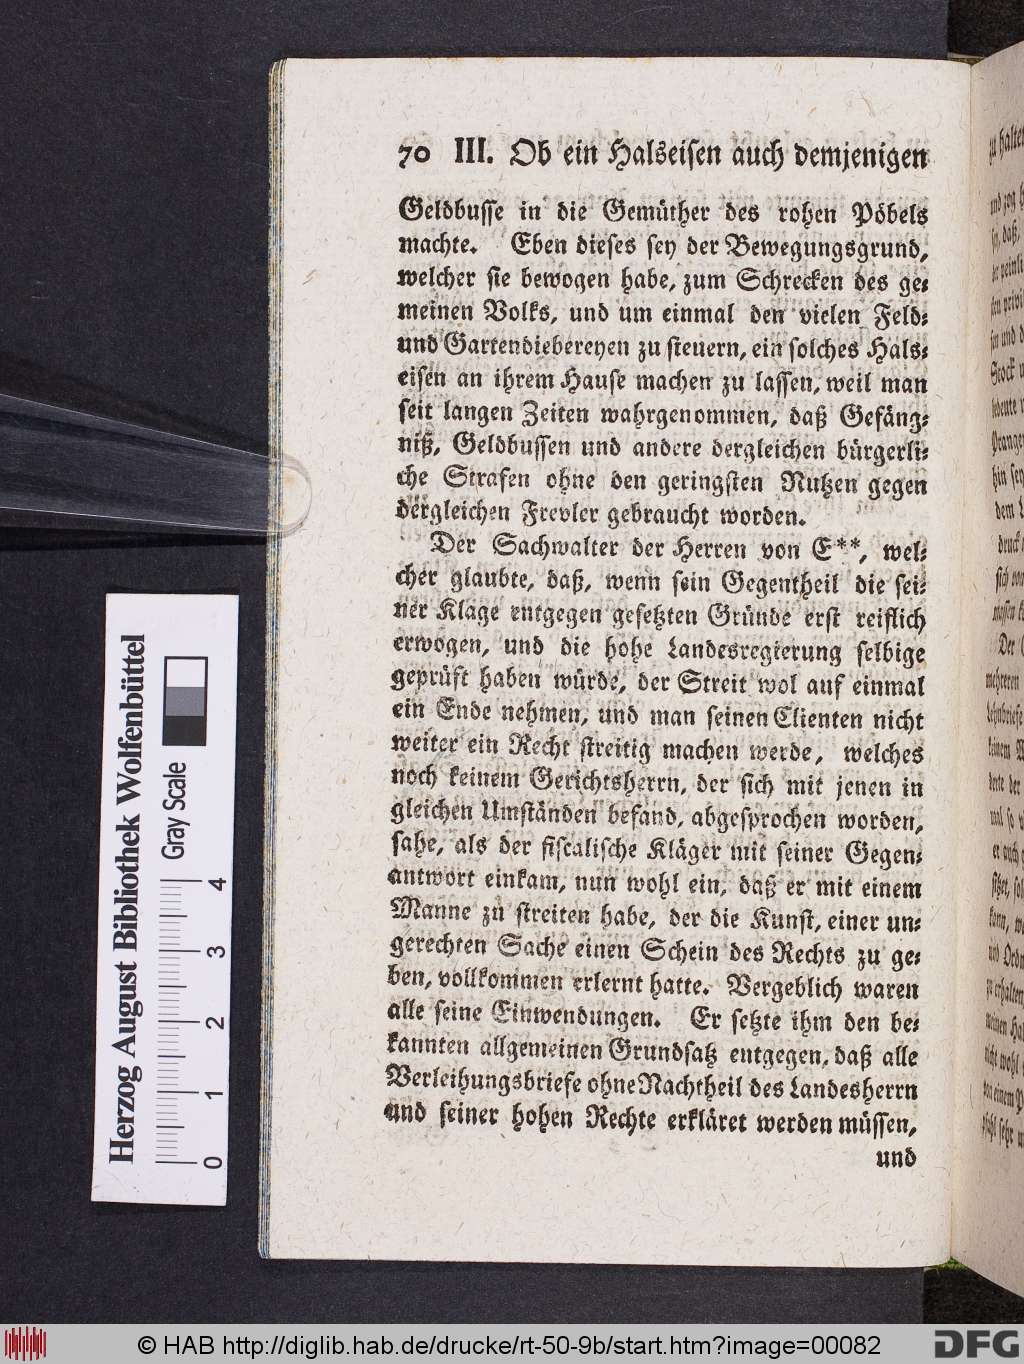 70 III. Ob ein Halseisen auch demjenigen
Geldbusse in die Gemüther des rohen Pöbels
machte. Eben dieses sey der Bewegungsgrund,
welcher sie bewogen habe, zum Schrecken des ge-
meinen Volks, und um einmal den vielen Feld-
und Gartendiebereyen zu steuern, ein solches Hals-
eisen an ihrem Hause machen zu lassen, weil man
seit langen Zeiten wahrgenommen, daß Gefäng-
niß, Geldbussen und andere dergleichen bürgerli-
che Strafen ohne den geringsten Nutzen gegen
dergleichen Frevler gebraucht worden.
Der Sachwalter der Herren von E**, wel-
cher glaubte, daß, wenn sein Gegentheil die sei-
ner Klage entgegen gesetzten Gründe erst reiflich
erwogen, und die hohe Landesregierung selbige
geprüft haben würde, der Streit wol auf einmal
ein Ende nehmen, und man seinen Clienten nicht
weiter ein Recht streitig machen werde, welches
noch keinem Gerichtsherrn, der sich mit jenen in
gleichen Umständen befand, abgesprochen worden,
sahe, als der fiscalische Kläger mit seiner Gegen-
antwort einkam, nun wohl ein, daß er mit einem
Manne zu streiten habe, der die Kunst, einer un-
gerechten Sache einen Schein des Rechts zu ge-
ben, vollkommen erlernt hatte. Vergeblich waren
alle seine Einwendungen. Er setzte ihm den be-
kannten allgemeinen Grundsatz entgegen, daß alle
Verleihungsbriefe ohne Nachtheil des Landesherrn
und seiner hohen Rechte erkläret werden müssen,
und
Herzog August Bibliothek Wolfenbüttel
Gray Scale
0 1 2 3 4
zu halten
© HAB http://diglib.hab.de/drucke/rt-50-9b/start.htm?image=00082
DFG